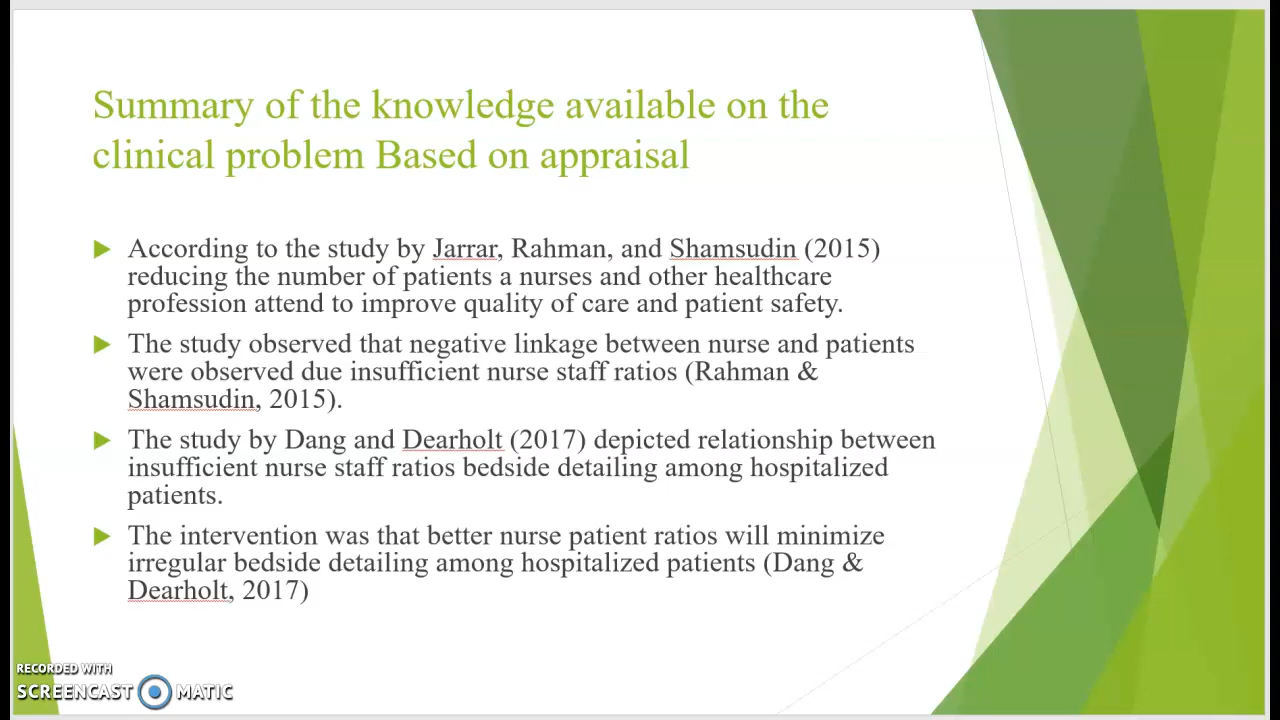 Summary of the knowledge available on the
clinical problem Based on appraisal
According to the study by Jarrar, Rahman, and Shamsudin (2015)
reducing the number of patients a nurses and other healthcare
profession attend to improve quality of care and patient safety.
The study observed that negative linkage between nurse and patients
were observed due insufficient nurse staff ratios (Rahman &
Shamsudin, 2015).
The study by Dang and Dearholt (2017) depicted relationship between
insufficient nurse staff ratios bedside detailing among hospitalized
patients.
The intervention was that better nurse patient ratios will minimize
irregular bedside detailing among hospitalized patients (Dang &
Dearholt, 2017)
RECORDED WITH
SCREENCAST MATIC